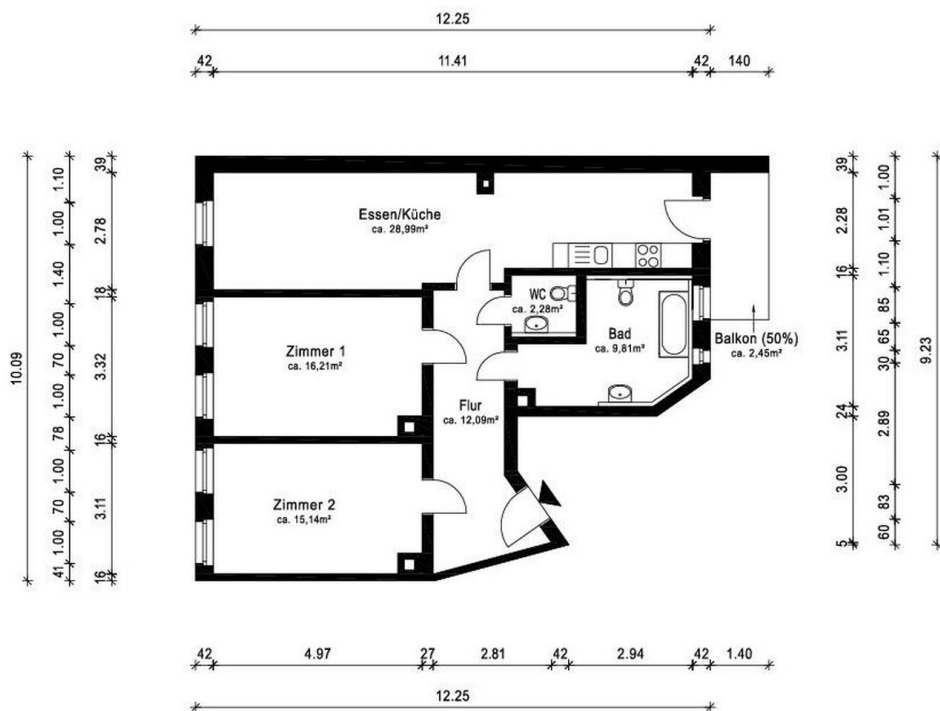 12.25
42 11.41 42 140
Essen/Küche
ca. 28,99m²
WC
ca. 2,28m²
Zimmer 1
ca. 16,21m²
Bad
ca. 9,81m²
Balkon (50%)
ca. 2,45m²
Flur
ca. 12,09m²
Zimmer 2
ca. 15,14m²
10.09
1.10
1.00
1.40
1.00
70
1.00
78
1.00
70
1.00
41
39
2.78
18
3.32
16
3.11
16
39
2.28
16
3.11
24
3.00
5
1.00
1.01
1.10
85
65
30
2.89
83
60
9.23
42 4.97 27 2.81 42 2.94 42 1.40
12.25